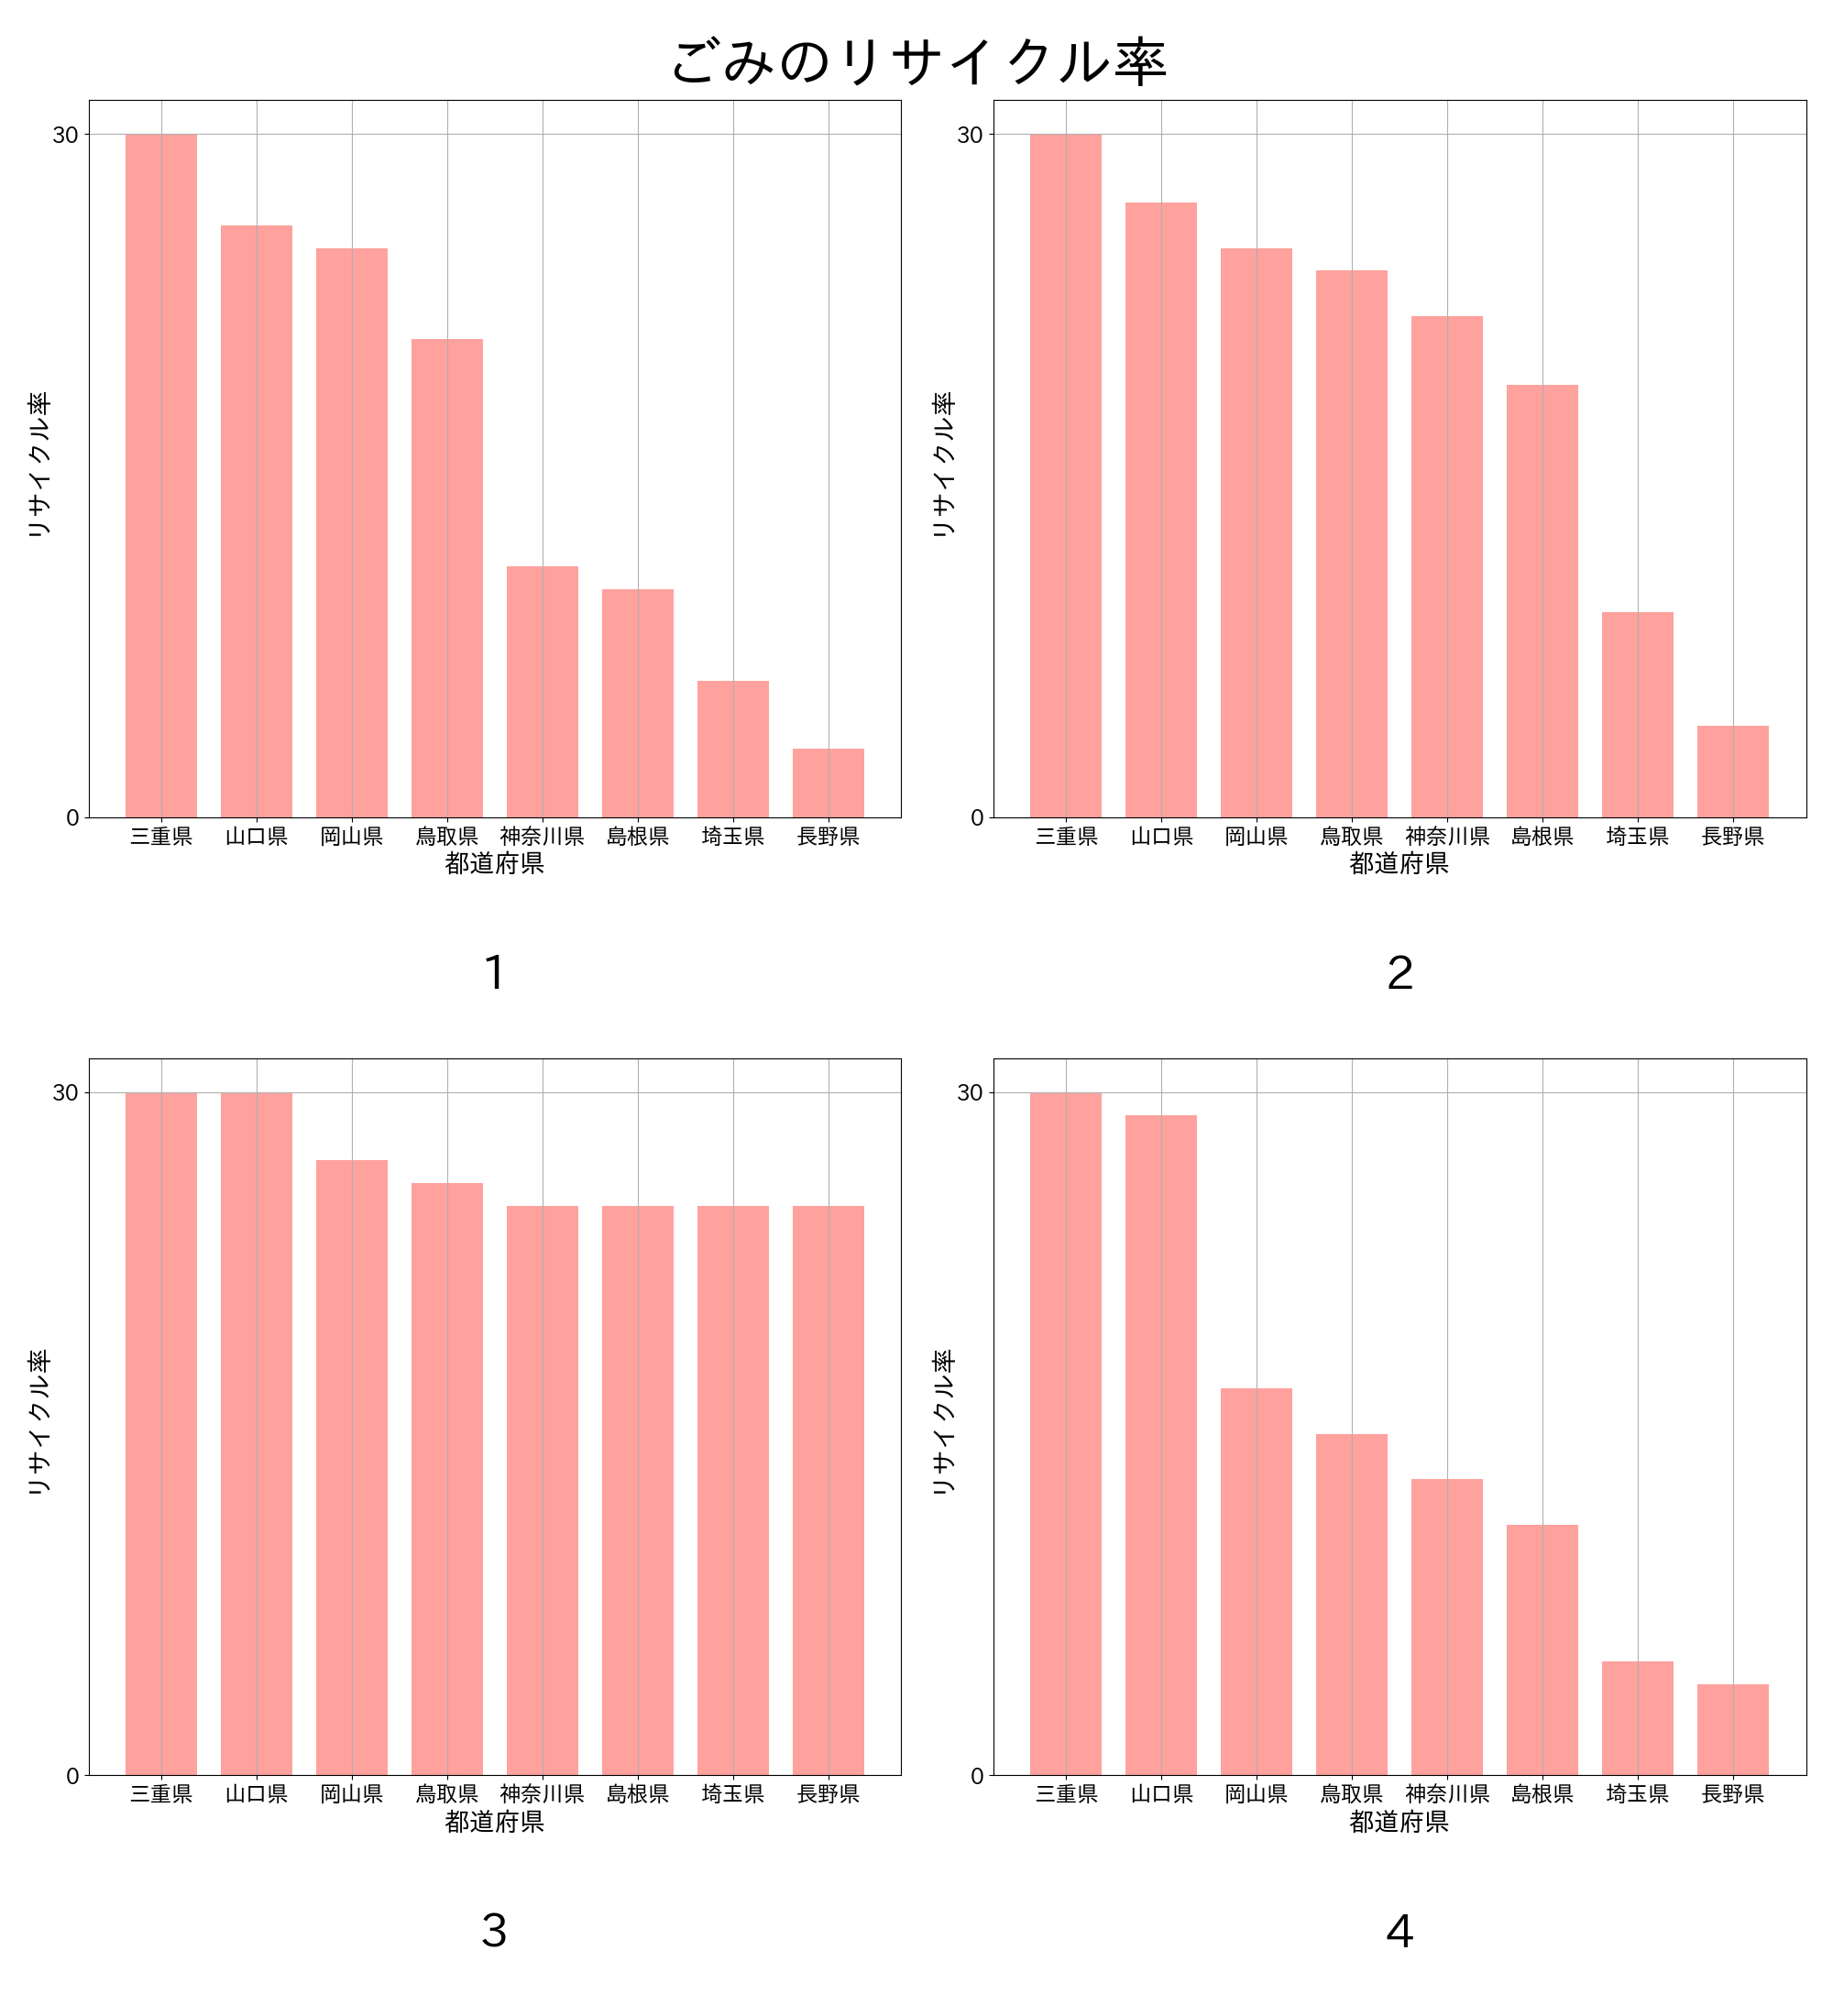 ごみのリサイクル率
30
0
リサイクル率
三重県 山口県 岡山県 鳥取県 神奈川県 島根県 埼玉県 長野県
都道府県
1
30
0
リサイクル率
三重県 山口県 岡山県 鳥取県 神奈川県 島根県 埼玉県 長野県
都道府県
2
30
0
リサイクル率
三重県 山口県 岡山県 鳥取県 神奈川県 島根県 埼玉県 長野県
都道府県
3
30
0
リサイクル率
三重県 山口県 岡山県 鳥取県 神奈川県 島根県 埼玉県 長野県
都道府県
4